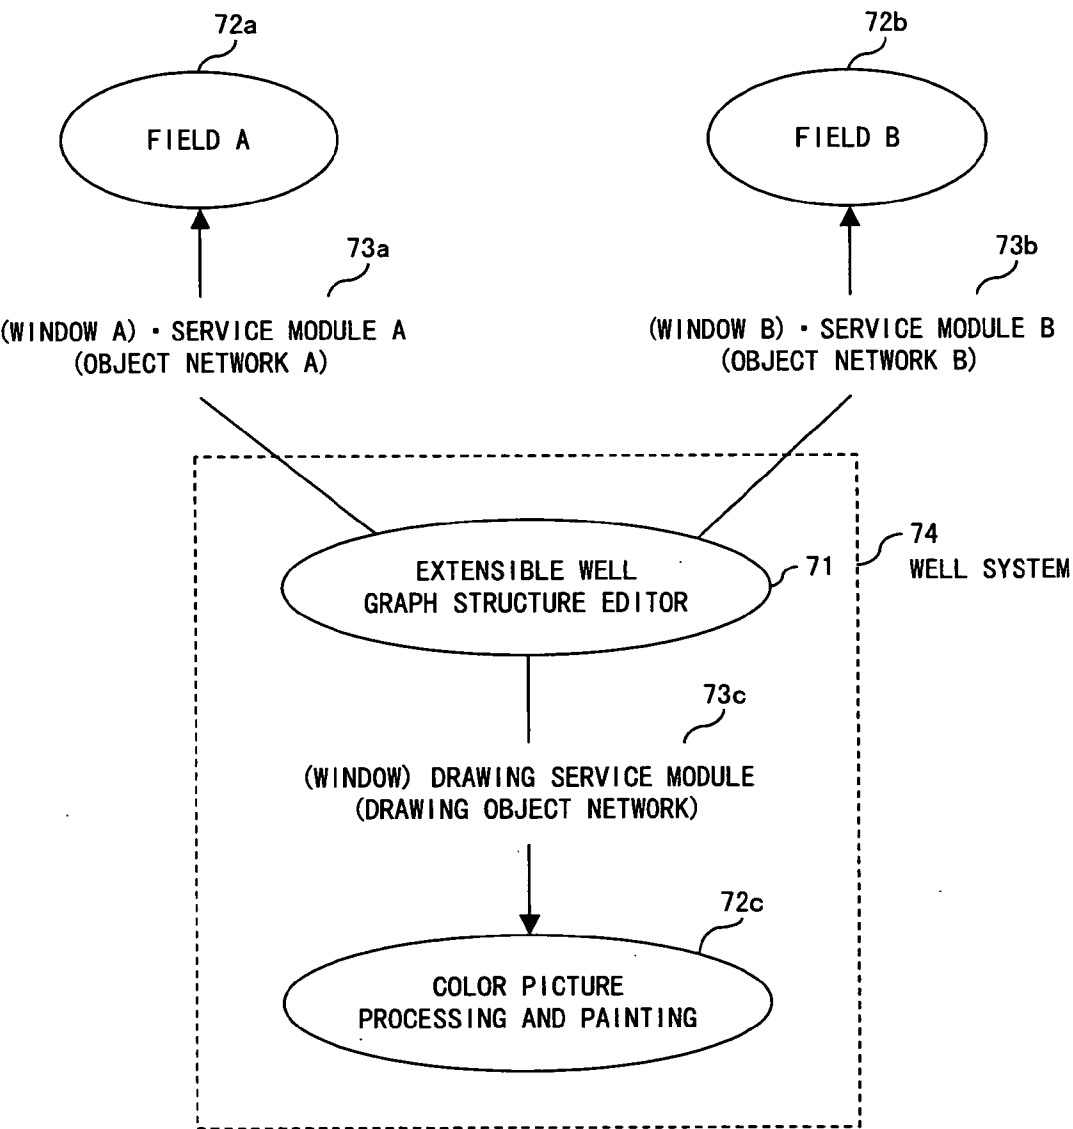 72a
72b
FIELD A
FIELD B
73a
73b
(WINDOW A)・SERVICE MODULE A
(OBJECT NETWORK A)
(WINDOW B)・SERVICE MODULE B
(OBJECT NETWORK B)
74
WELL SYSTEM
EXTENSIBLE WELL
GRAPH STRUCTURE EDITOR
71
73c
(WINDOW) DRAWING SERVICE MODULE
(DRAWING OBJECT NETWORK)
72c
COLOR PICTURE
PROCESSING AND PAINTING